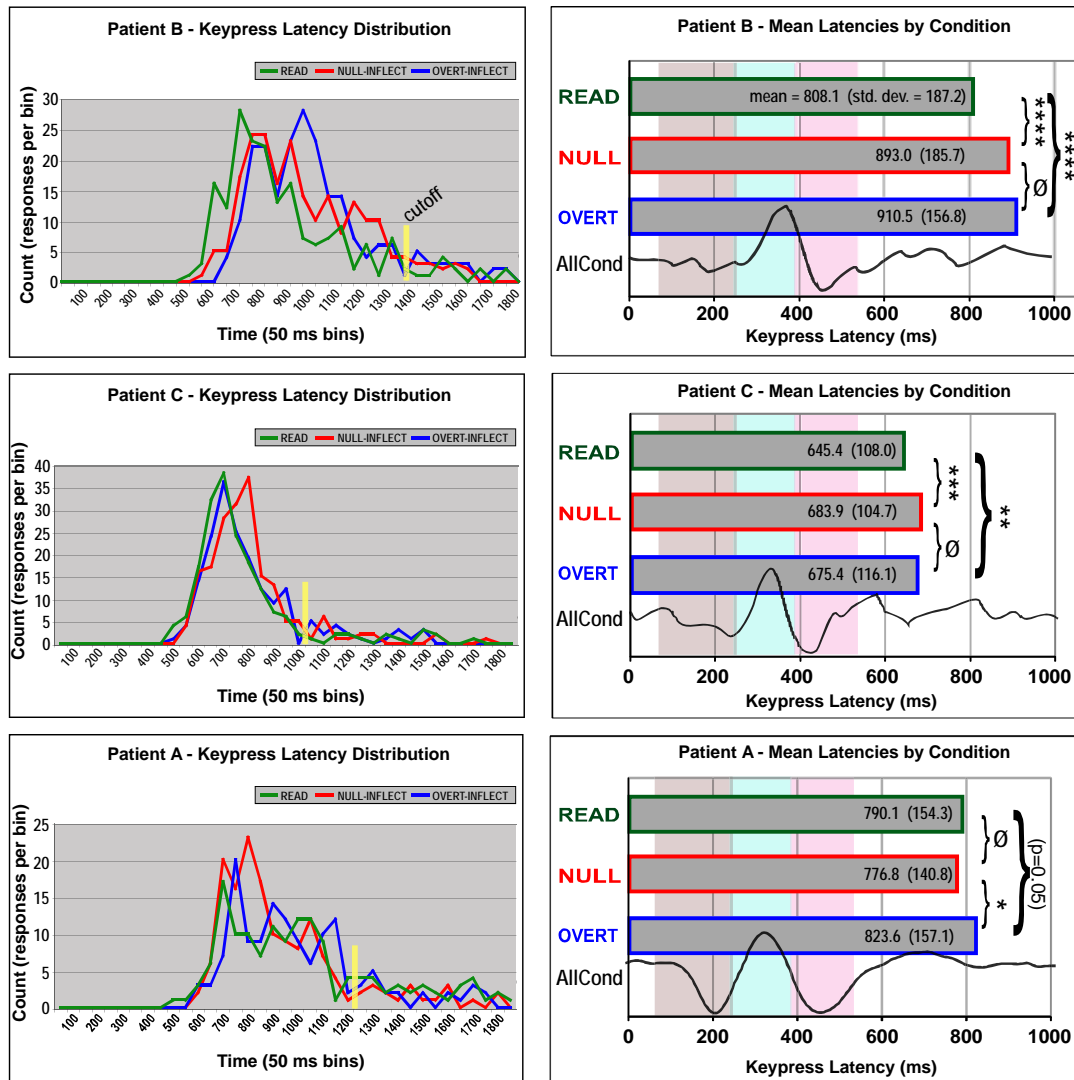 Patient B - Keypress Latency Distribution
READ NULL-INFLECT OVERT-INFLECT
Count (responses per bin)
30
25
20
15
10
5
0
cutoff
100 200 300 400 500 600 700 800 900 1000 1100 1200 1300 1400 1500 1600 1700 1800
Time (50 ms bins)
Patient B - Mean Latencies by Condition
READ mean = 808.1 (std. dev. = 187.2)
NULL 893.0 (185.7)
OVERT 910.5 (156.8)
AllCond
****
Ø
****
0 200 400 600 800 1000
Keypress Latency (ms)
Patient C - Keypress Latency Distribution
READ NULL-INFLECT OVERT-INFLECT
Count (responses per bin)
40
35
30
25
20
15
10
5
0
100 200 300 400 500 600 700 800 900 1000 1100 1200 1300 1400 1500 1600 1700 1800
Time (50 ms bins)
Patient C - Mean Latencies by Condition
READ 645.4 (108.0)
NULL 683.9 (104.7)
OVERT 675.4 (116.1)
AllCond
***
Ø
**
0 200 400 600 800 1000
Keypress Latency (ms)
Patient A - Keypress Latency Distribution
READ NULL-INFLECT OVERT-INFLECT
Count (responses per bin)
25
20
15
10
5
0
100 200 300 400 500 600 700 800 900 1000 1100 1200 1300 1400 1500 1600 1700 1800
Time (50 ms bins)
Patient A - Mean Latencies by Condition
READ 790.1 (154.3)
NULL 776.8 (140.8)
OVERT 823.6 (157.1)
AllCond
Ø
*
(p=0.05)
0 200 400 600 800 1000
Keypress Latency (ms)